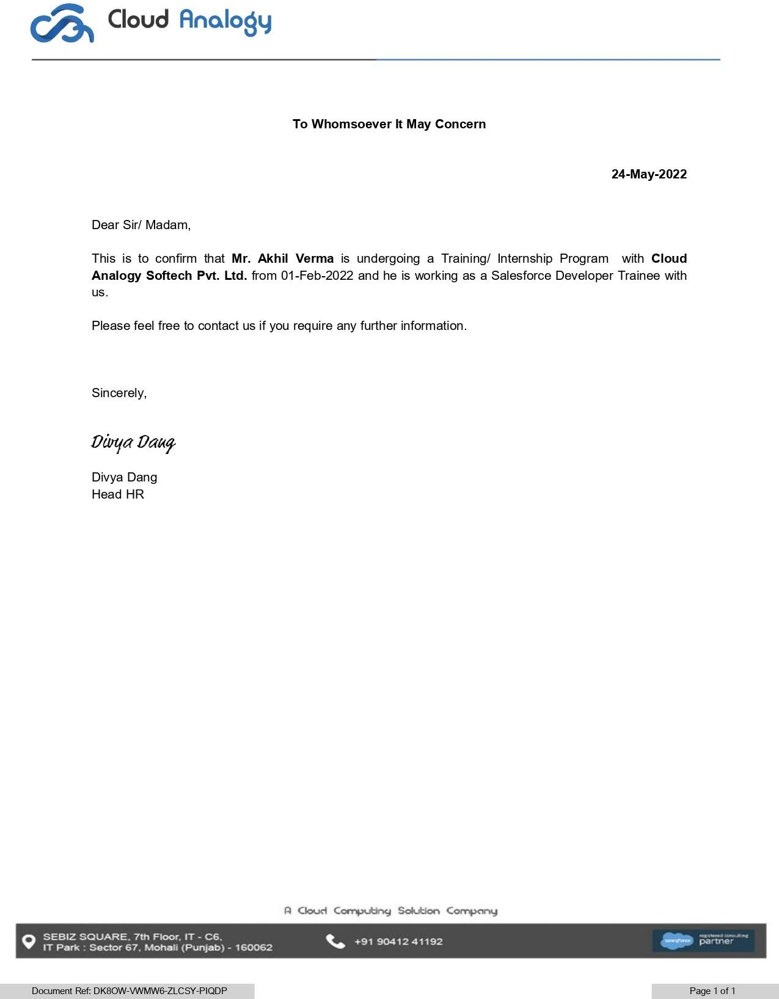 Cloud Analogy
To Whomsoever It May Concern
24-May-2022
Dear Sir/ Madam,
This is to confirm that Mr. Akhil Verma is undergoing a Training/ Internship Program with Cloud
Analogy Softech Pvt. Ltd. from 01-Feb-2022 and he is working as a Salesforce Developer Trainee with
us.
Please feel free to contact us if you require any further information.
Sincerely,
Divya Dang
Divya Dang
Head HR
A Cloud Computing Solution Company
SEBIZ SQUARE, 7th Floor, IT - C6,
IT Park : Sector 67, Mohali (Punjab) - 160062
+91 90412 41192
salesforce
registered consulting
partner
Document Ref: DK8OW-VWMW6-ZLCSY-PIQDP
Page 1 of 1